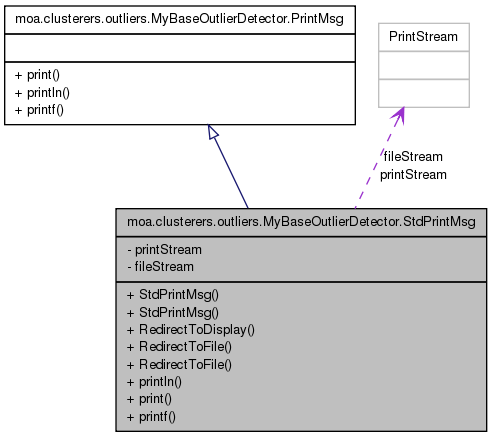 moa.clusterers.outliers.MyBaseOutlierDetector.PrintMsg
+ print()
+ println()
+ printf()
PrintStream
fileStream
printStream
moa.clusterers.outliers.MyBaseOutlierDetector.StdPrintMsg
- printStream
- fileStream
+ StdPrintMsg()
+ StdPrintMsg()
+ RedirectToDisplay()
+ RedirectToFile()
+ RedirectToFile()
+ println()
+ print()
+ printf()